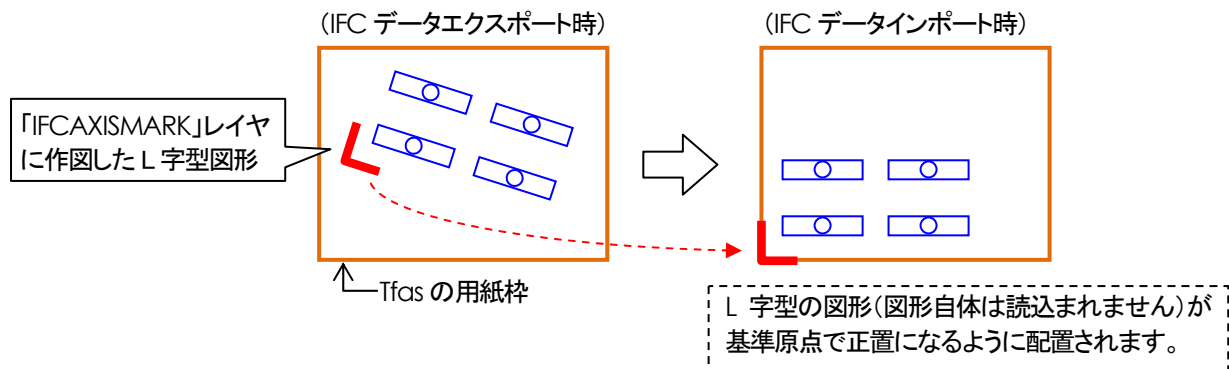 （IFC データエクスポート時）
（IFC データインポート時）
「IFCAXISMARK」レイヤ
に作図した L 字型図形
Tfas の用紙枠
L 字型の図形（図形自体は読込まれません）が
基準原点で正置になるように配置されます。